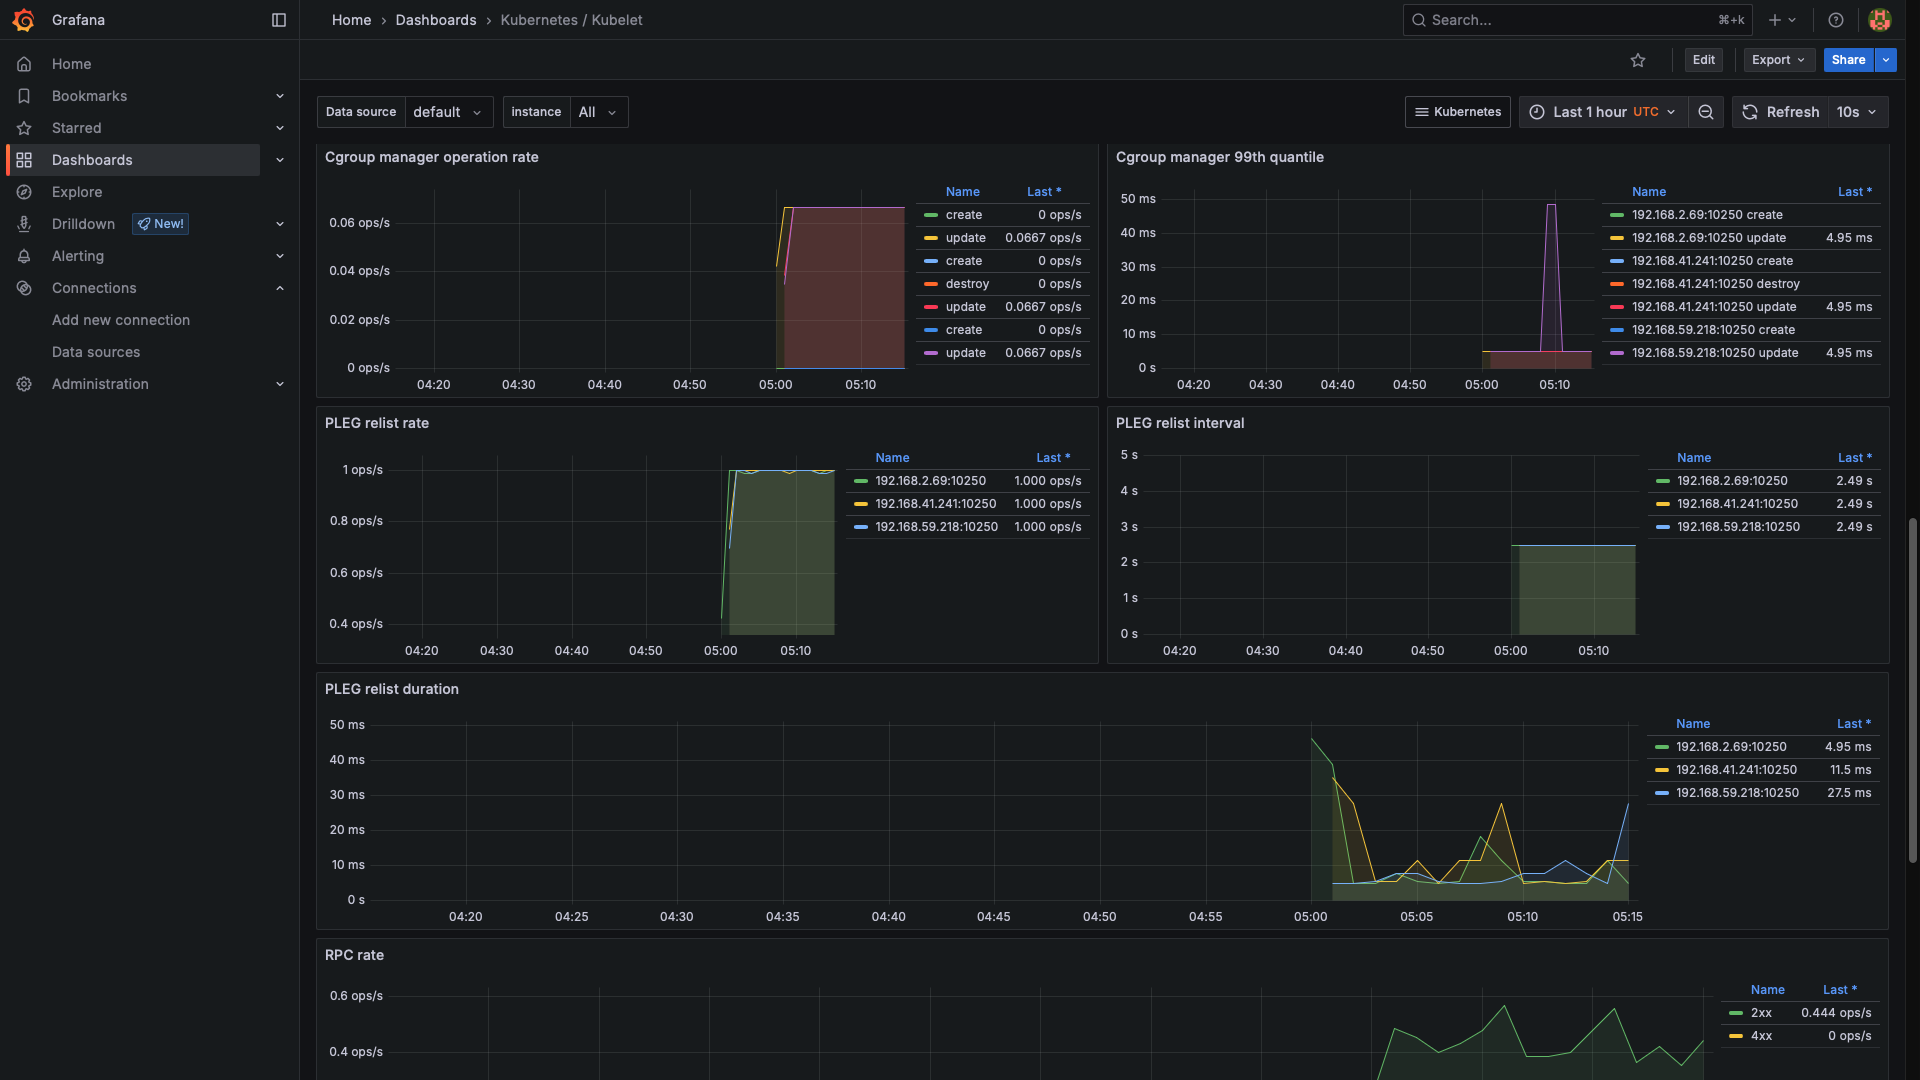 Grafana
Home
Bookmarks
Starred
Dashboards
Explore
Drilldown New!
Alerting
Connections
Add new connection
Data sources
Administration
Home › Dashboards › Kubernetes / Kubelet
Search... ⌘+k
Edit Export Share
Data source default instance All
Kubernetes Last 1 hour UTC Refresh 10s
Cgroup manager operation rate
0.06 ops/s
0.04 ops/s
0.02 ops/s
0 ops/s
04:20 04:30 04:40 04:50 05:00 05:10
Name Last *
create 0 ops/s
update 0.0667 ops/s
create 0 ops/s
destroy 0 ops/s
update 0.0667 ops/s
create 0 ops/s
update 0.0667 ops/s
Cgroup manager 99th quantile
50 ms
40 ms
30 ms
20 ms
10 ms
0 s
04:20 04:30 04:40 04:50 05:00 05:10
Name Last *
192.168.2.69:10250 create
192.168.2.69:10250 update 4.95 ms
192.168.41.241:10250 create
192.168.41.241:10250 destroy
192.168.41.241:10250 update 4.95 ms
192.168.59.218:10250 create
192.168.59.218:10250 update 4.95 ms
PLEG relist rate
1 ops/s
0.8 ops/s
0.6 ops/s
0.4 ops/s
04:20 04:30 04:40 04:50 05:00 05:10
Name Last *
192.168.2.69:10250 1.000 ops/s
192.168.41.241:10250 1.000 ops/s
192.168.59.218:10250 1.000 ops/s
PLEG relist interval
5 s
4 s
3 s
2 s
1 s
0 s
04:20 04:30 04:40 04:50 05:00 05:10
Name Last *
192.168.2.69:10250 2.49 s
192.168.41.241:10250 2.49 s
192.168.59.218:10250 2.49 s
PLEG relist duration
50 ms
40 ms
30 ms
20 ms
10 ms
0 s
04:20 04:25 04:30 04:35 04:40 04:45 04:50 04:55 05:00 05:05 05:10 05:15
Name Last *
192.168.2.69:10250 4.95 ms
192.168.41.241:10250 11.5 ms
192.168.59.218:10250 27.5 ms
RPC rate
0.6 ops/s
0.4 ops/s
Name Last *
2xx 0.444 ops/s
4xx 0 ops/s